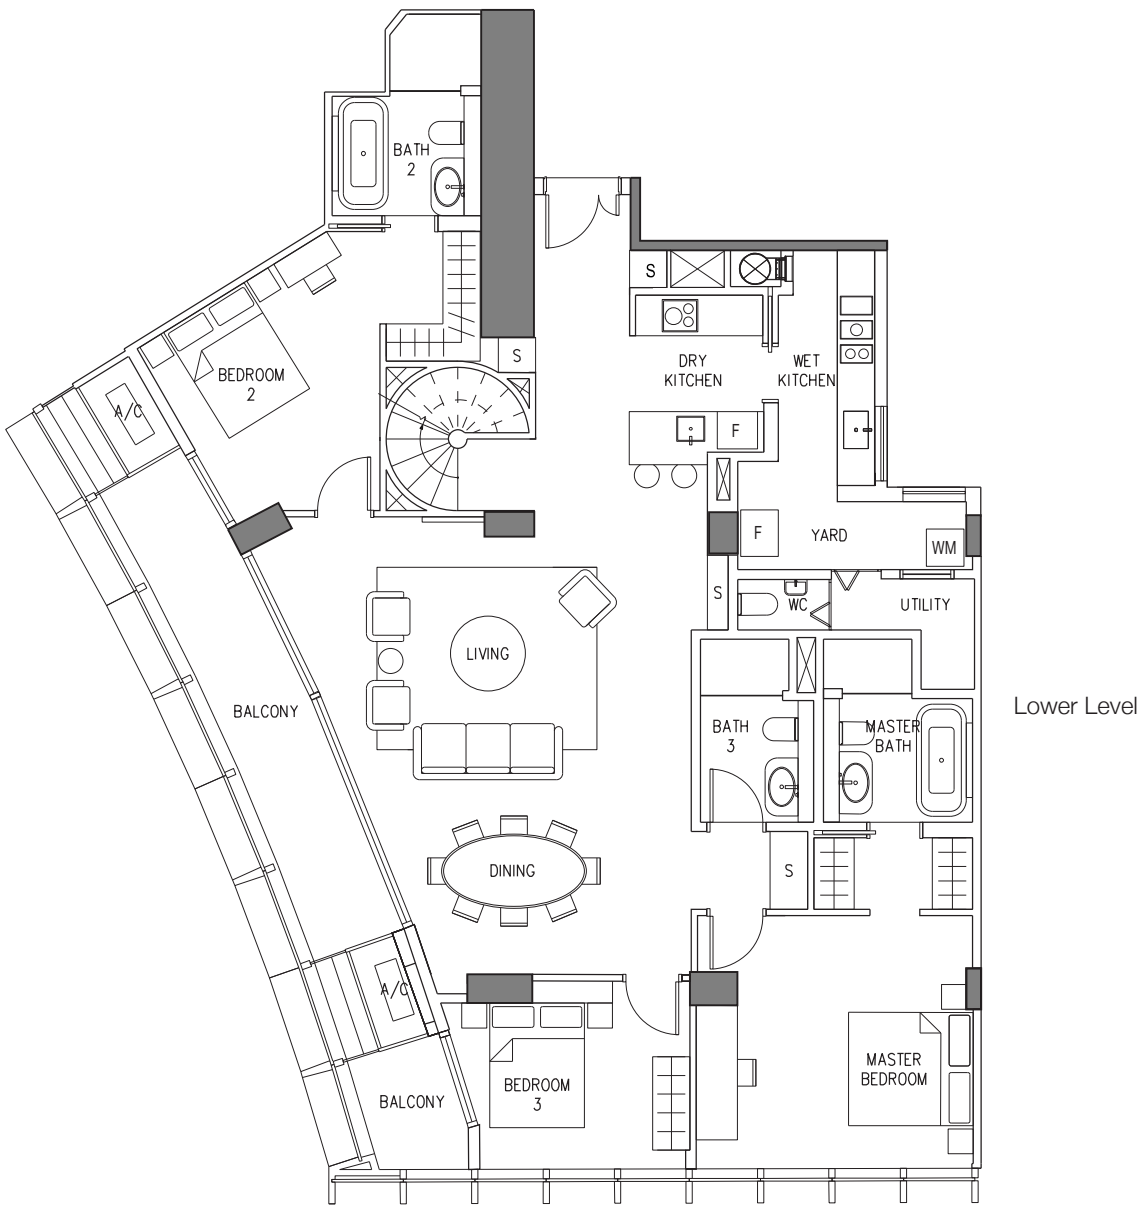 BATH
2
S
S
DRY
KITCHEN
WET
KITCHEN
BEDROOM
2
A/C
F
F
YARD
WM
S
WC
UTILITY
LIVING
BALCONY
BATH
3
MASTER
BATH
Lower Level
DINING
S
A/C
BEDROOM
3
MASTER
BEDROOM
BALCONY